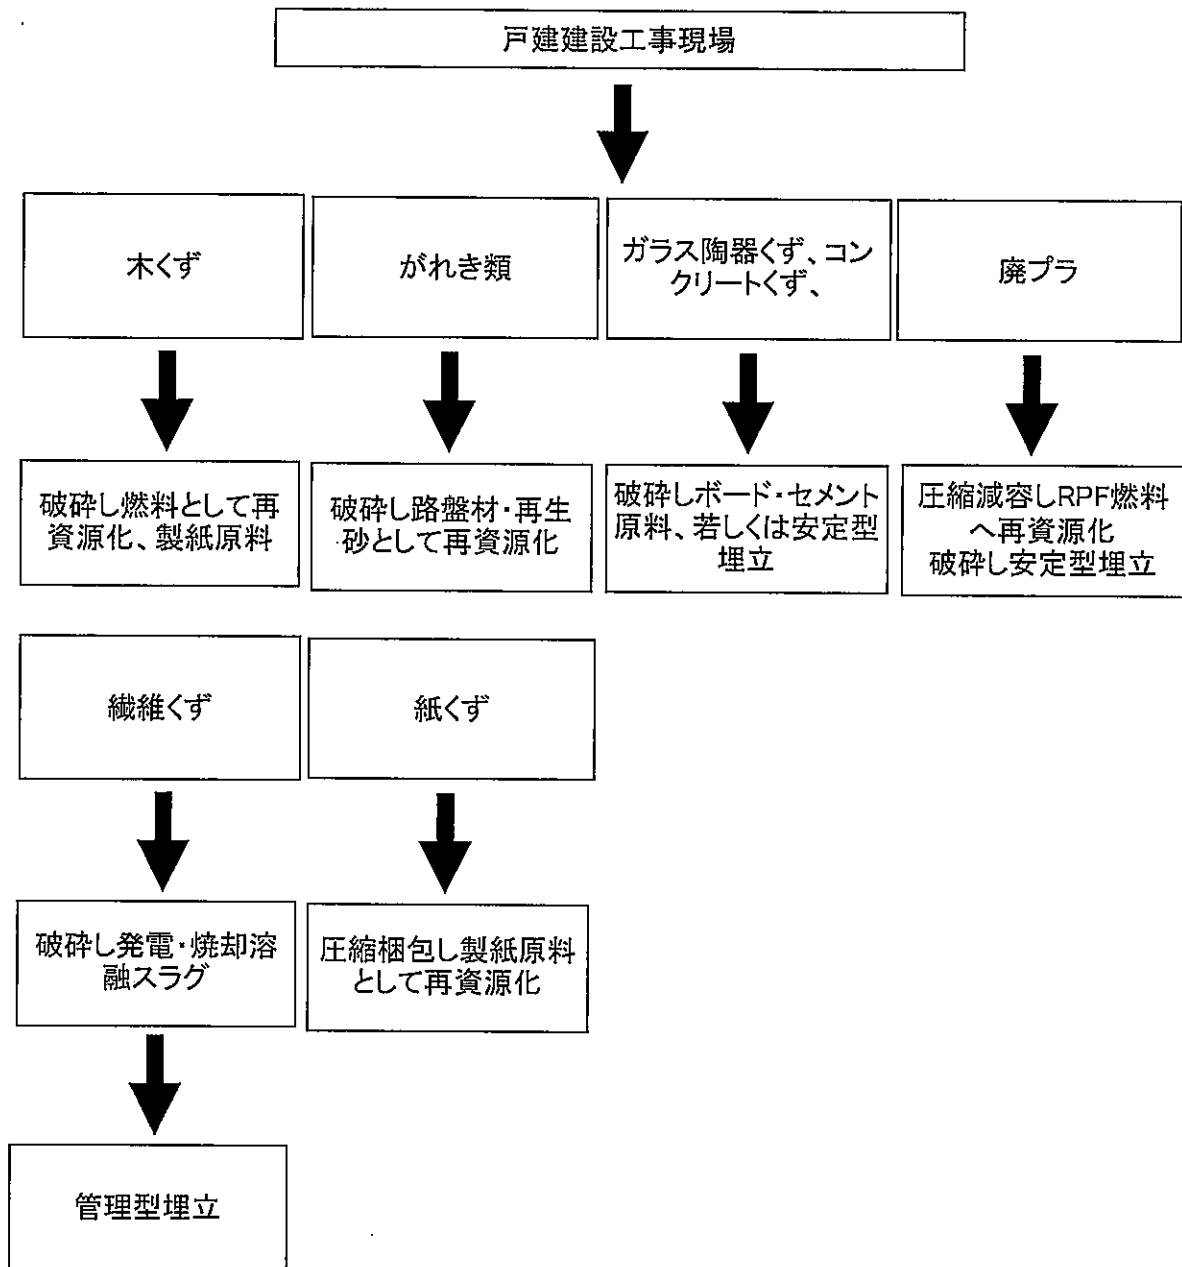 戸建建設工事現場
木くず
がれき類
ガラス陶器くず、コン
クリートくず、
廃プラ
破砕し燃料として再
資源化、製紙原料
破砕し路盤材・再生
砂として再資源化
破砕しボード・セメント
原料、若しくは安定型
埋立
圧縮減容しRPF燃料
へ再資源化
破砕し安定型埋立
繊維くず
紙くず
破砕し発電・焼却溶
融スラグ
圧縮梱包し製紙原料
として再資源化
管理型埋立